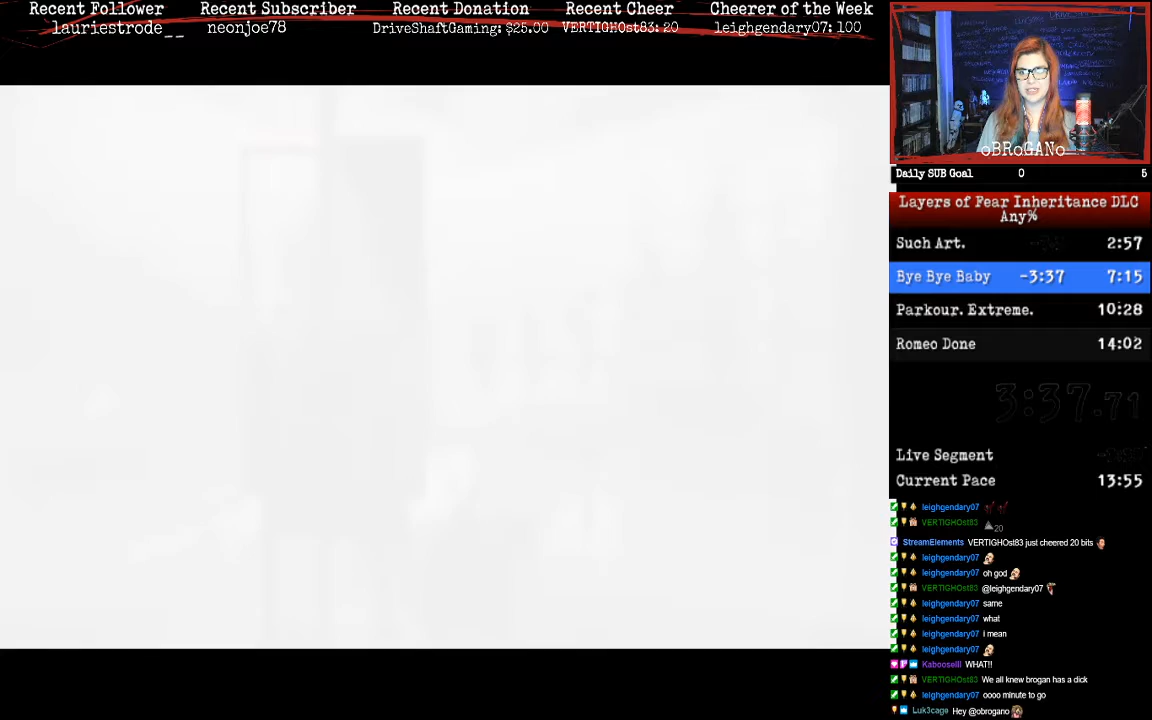 Recent Follower
lauriestrode__
Recent Subscriber
neonjoe78
Recent Donation
DriveShaftGaming: $25.00
Recent Cheer
VERTIGHOst83: 20
Cheerer of the Week
leighgendary07: 100
oBRoGANo
Daily SUB Goal 0 5
Layers of Fear Inheritance DLC
Any%
Such Art. 2:57
Bye Bye Baby -3:37 7:15
Parkour. Extreme. 10:28
Romeo Done 14:02
3:37.71
Live Segment
Current Pace 13:55
leighgendary07
VERTIGHOst83 20
StreamElements VERTIGHOst83 just cheered 20 bits
leighgendary07
leighgendary07 oh god
VERTIGHOst83 @leighgendary07
leighgendary07 same
leighgendary07 what
leighgendary07 i mean
leighgendary07
Kabooselll WHAT!!
VERTIGHOst83 We all knew brogan has a dick
leighgendary07 oooo minute to go
Luk3cage Hey @obrogano